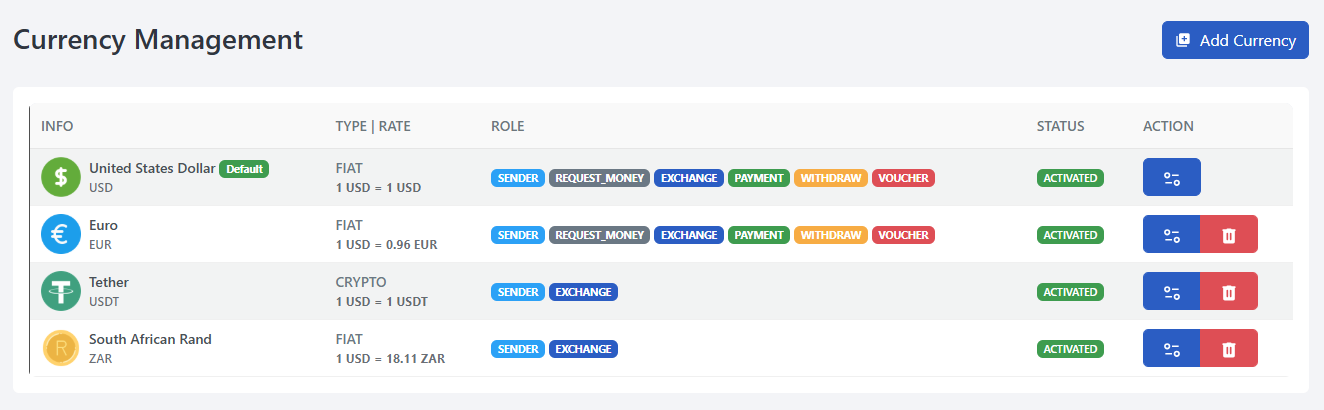 Currency Management
Add Currency
INFO TYPE | RATE ROLE STATUS ACTION
$ United States Dollar Default FIAT
USD 1 USD = 1 USD SENDER REQUEST_MONEY EXCHANGE PAYMENT WITHDRAW VOUCHER ACTIVATED
€ Euro FIAT
EUR 1 USD = 0.96 EUR SENDER REQUEST_MONEY EXCHANGE PAYMENT WITHDRAW VOUCHER ACTIVATED
Tether CRYPTO
USDT 1 USD = 1 USDT SENDER EXCHANGE ACTIVATED
R South African Rand FIAT
ZAR 1 USD = 18.11 ZAR SENDER EXCHANGE ACTIVATED